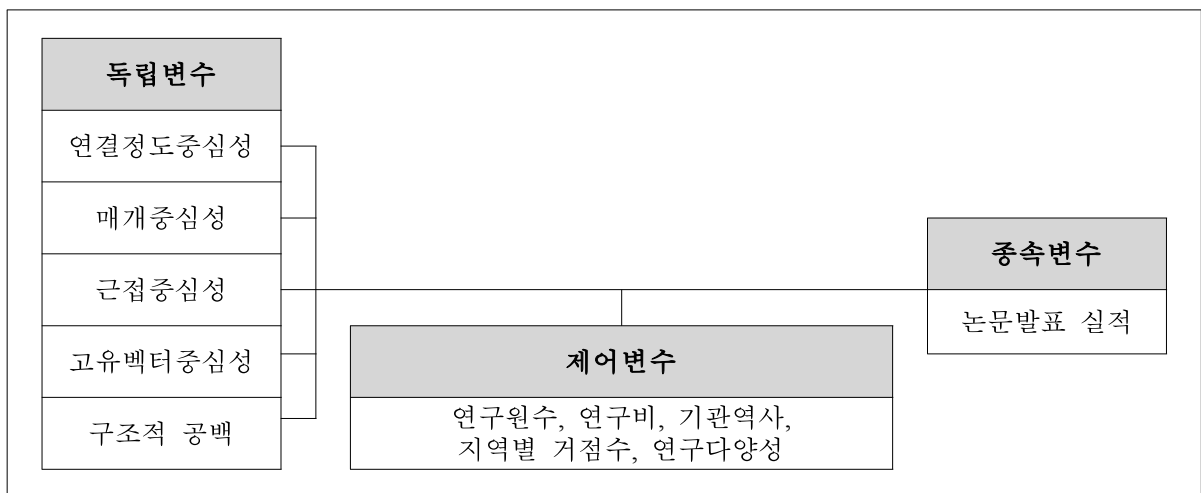 독립변수
연결정도중심성
매개중심성
근접중심성
고유벡터중심성
구조적 공백
제어변수
연구원수, 연구비, 기관역사,
지역별 거점수, 연구다양성
종속변수
논문발표 실적